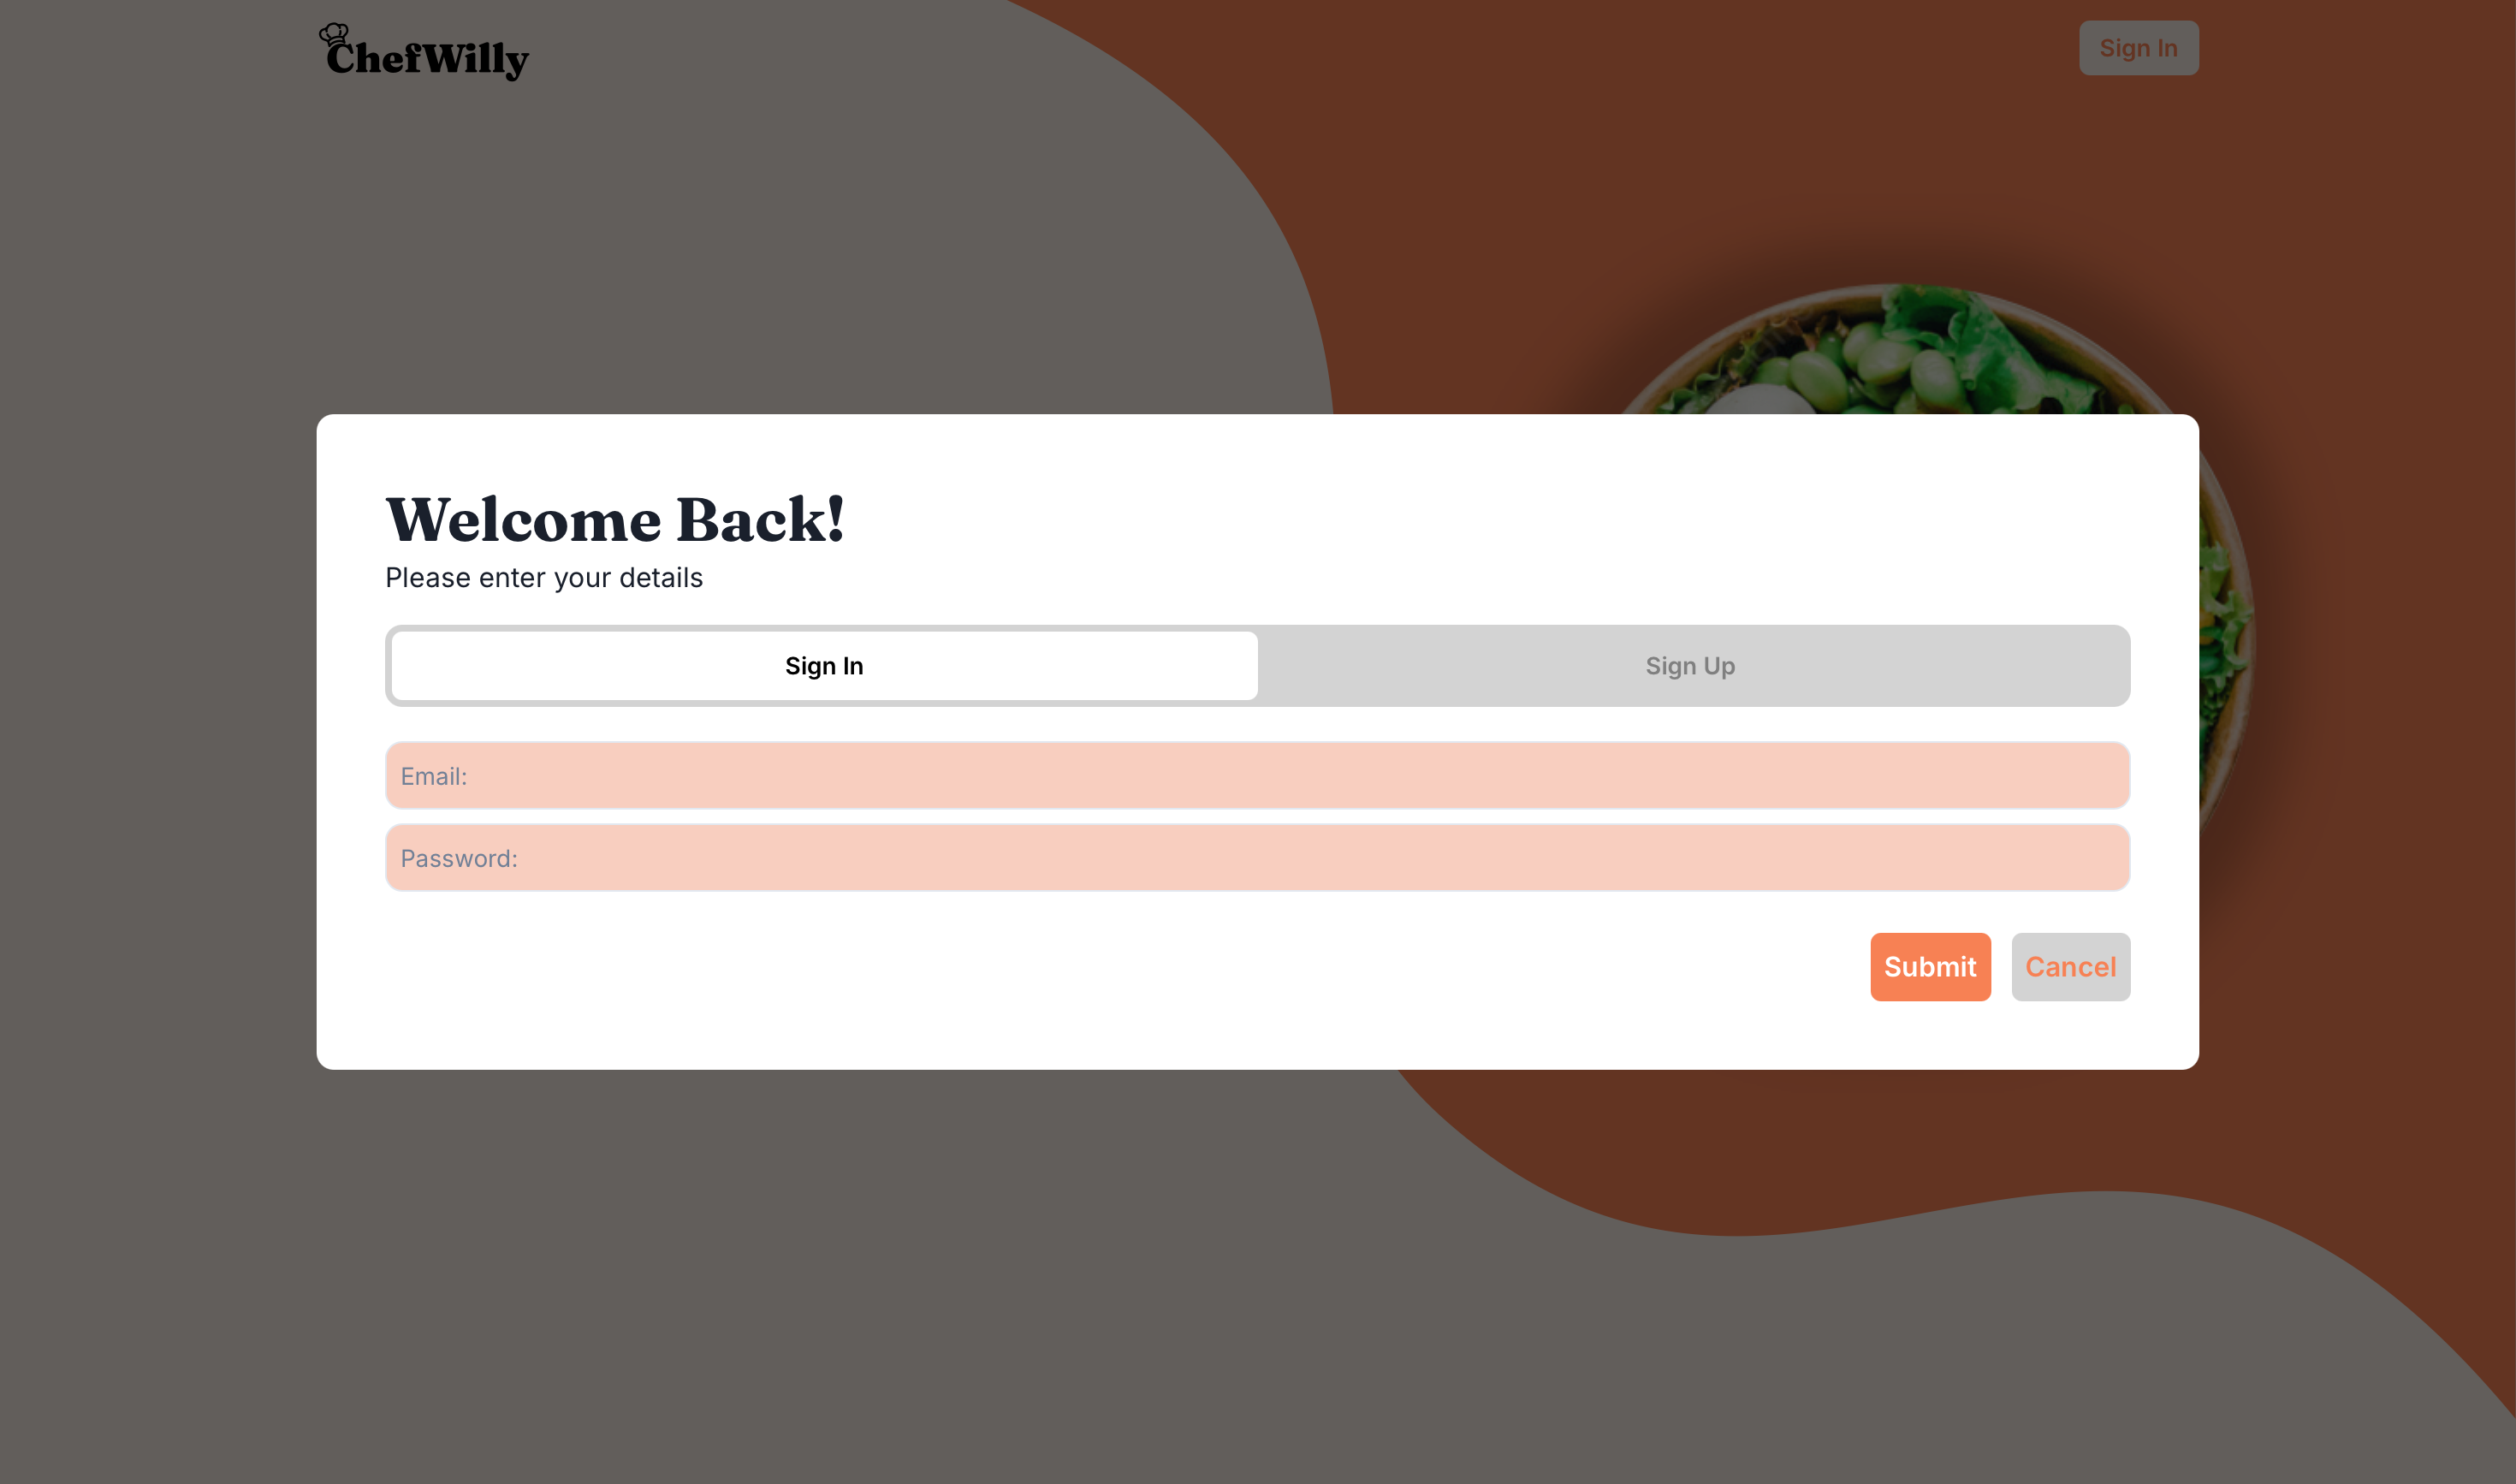 ChefWilly
Sign In
Welcome Back!
Please enter your details
Sign In
Sign Up
Email:
Password:
Submit
Cancel